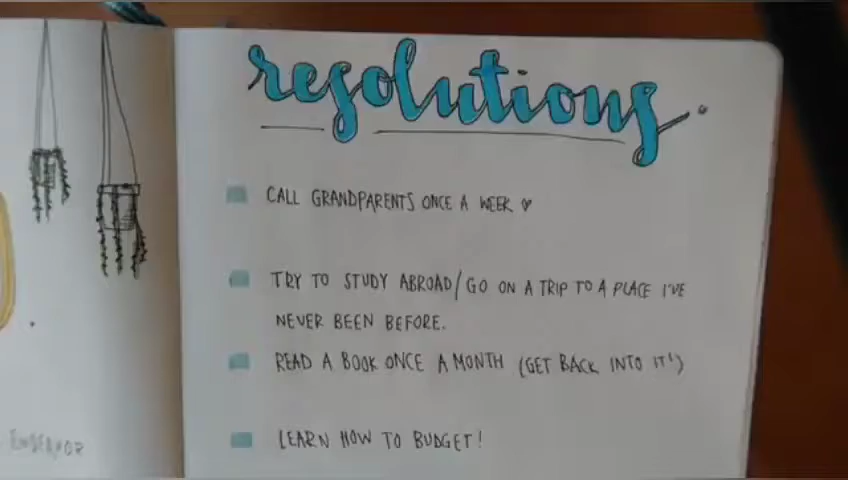 resolutions.
CALL GRANDPARENTS ONCE A WEEK ♡
TRY TO STUDY ABROAD/GO ON A TRIP TO A PLACE I'VE
NEVER BEEN BEFORE.
READ A BOOK ONCE A MONTH (GET BACK INTO IT!)
LEARN HOW TO BUDGET!
ENDEAVOR